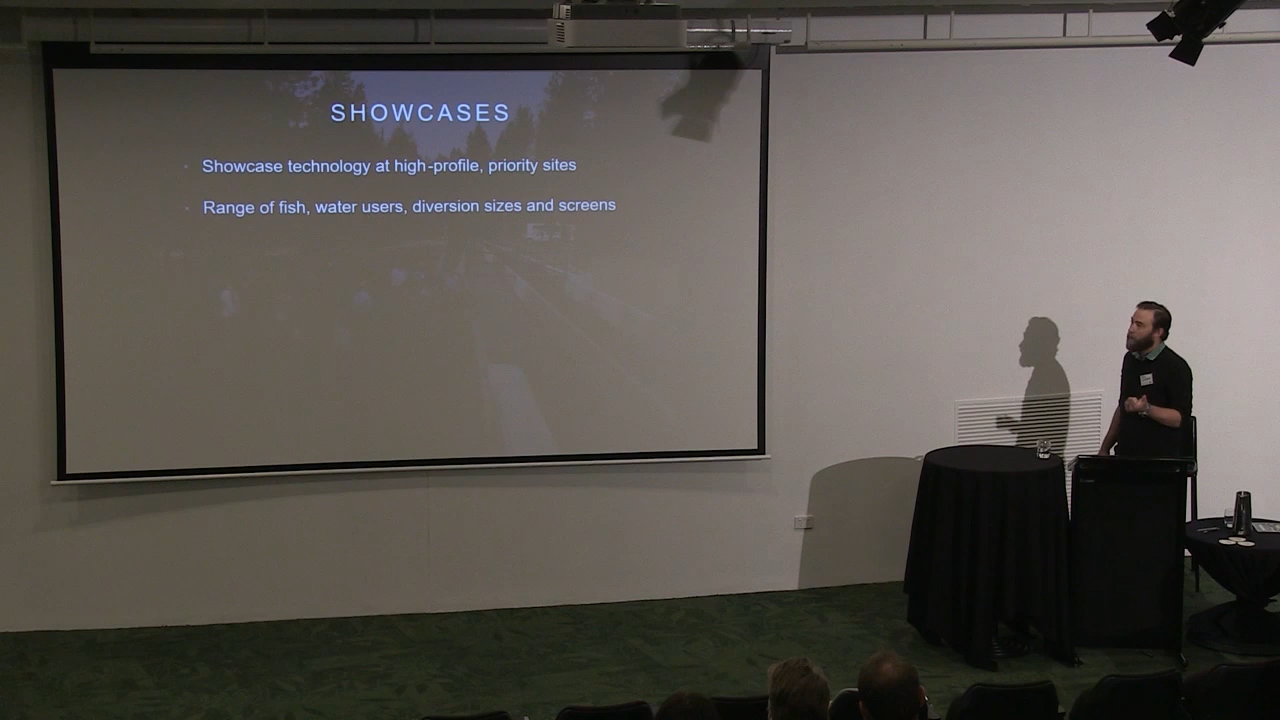 SHOWCASES
Showcase technology at high-profile, priority sites
Range of fish, water users, diversion sizes and screens